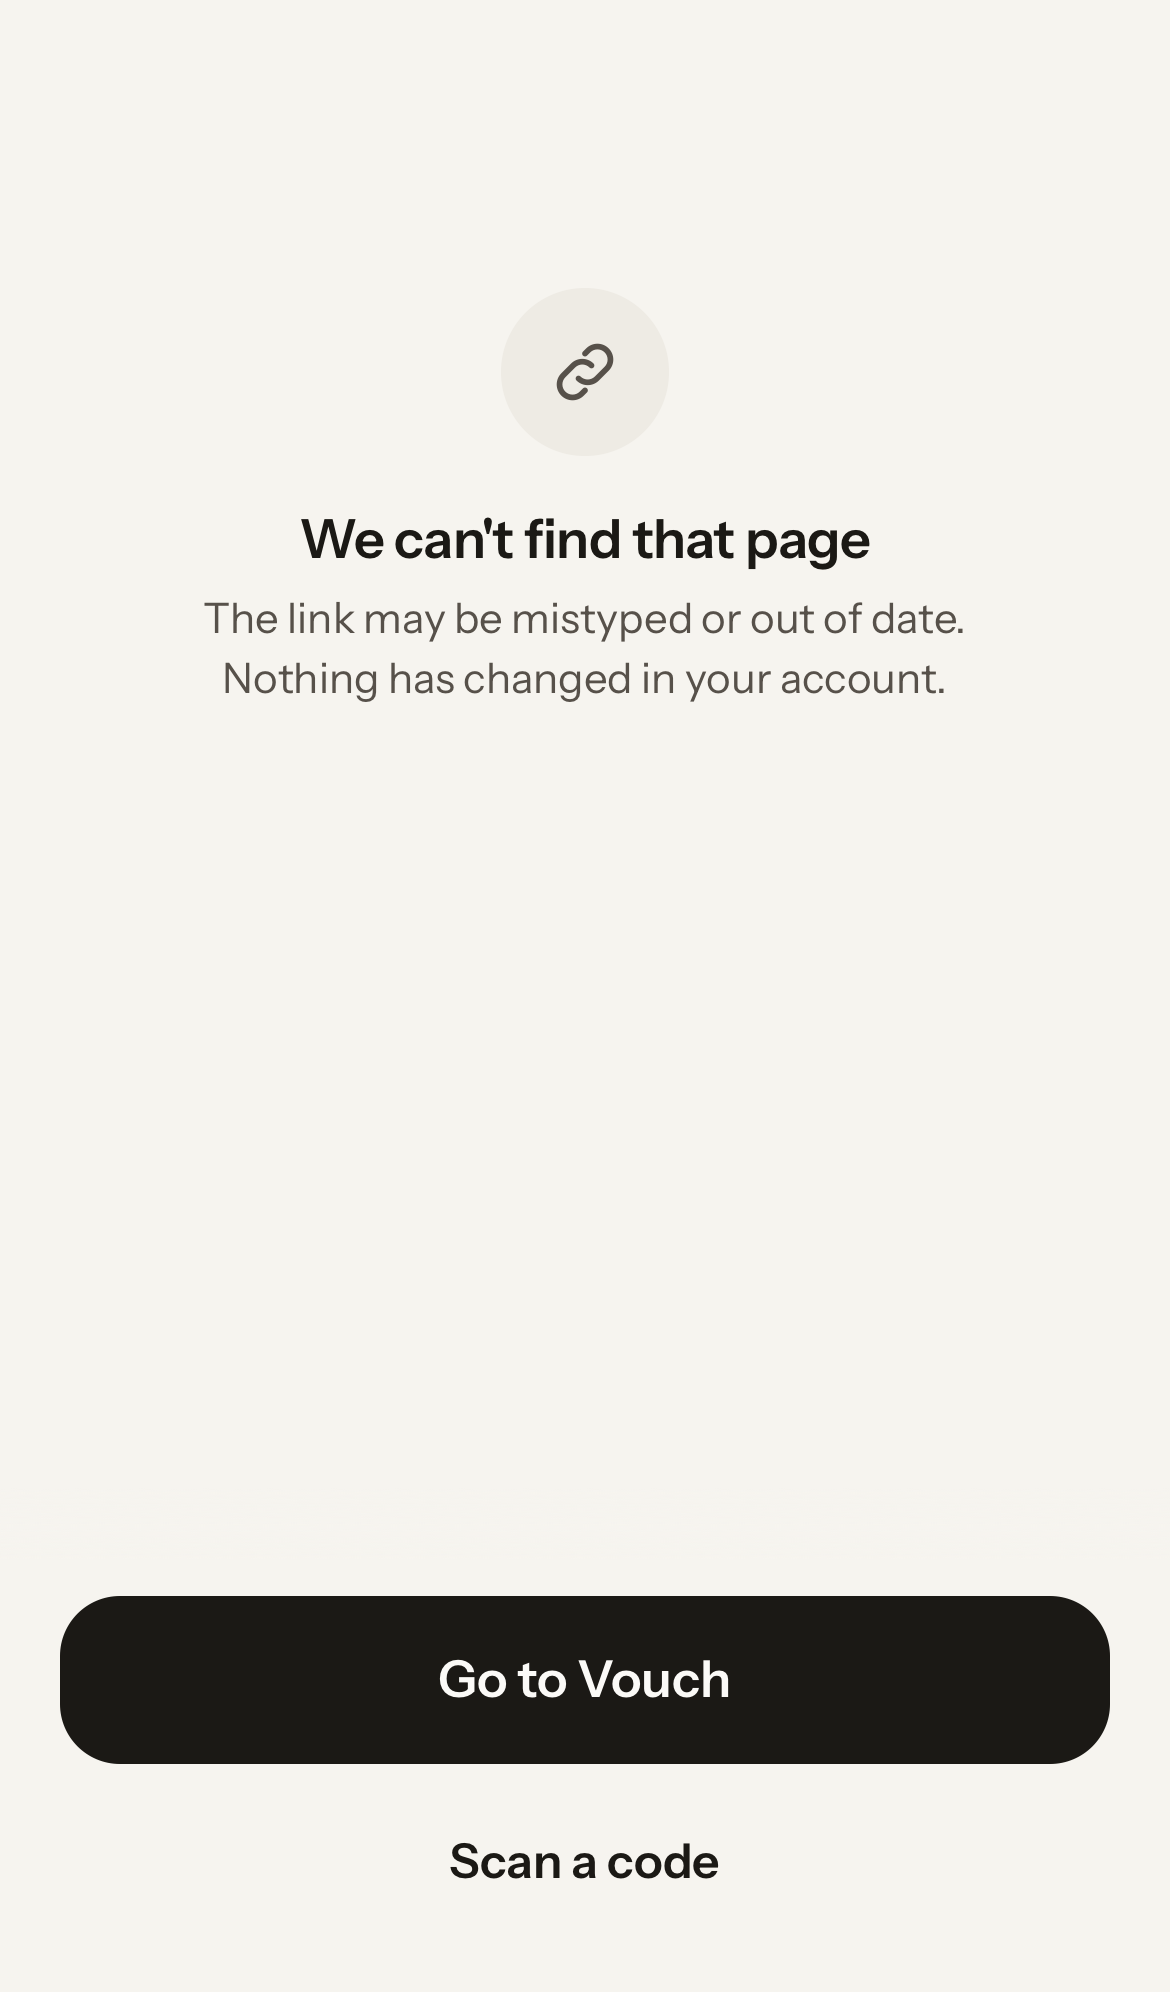 We can't find that page
The link may be mistyped or out of date.
Nothing has changed in your account.
Go to Vouch
Scan a code